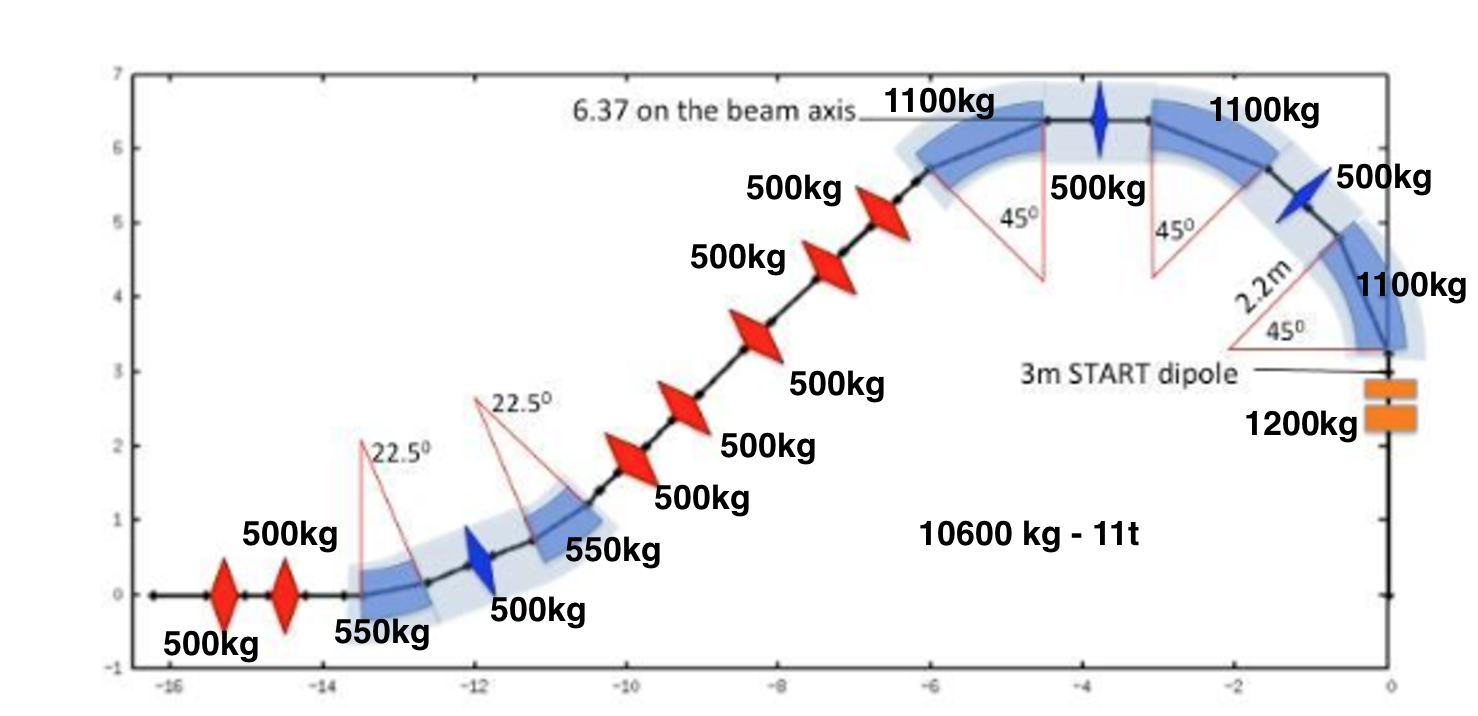 7
6.37 on the beam axis
1100kg
1100kg
6
500kg
500kg
500kg
5
45⁰
45⁰
500kg
4
2.2m
1100kg
45⁰
3
3m START dipole
500kg
22.5⁰
1200kg
2
22.5⁰
500kg
500kg
1
500kg
10600 kg - 11t
550kg
0
500kg
500kg
550kg
-1
-16
-14
-12
-10
-8
-6
-4
-2
0